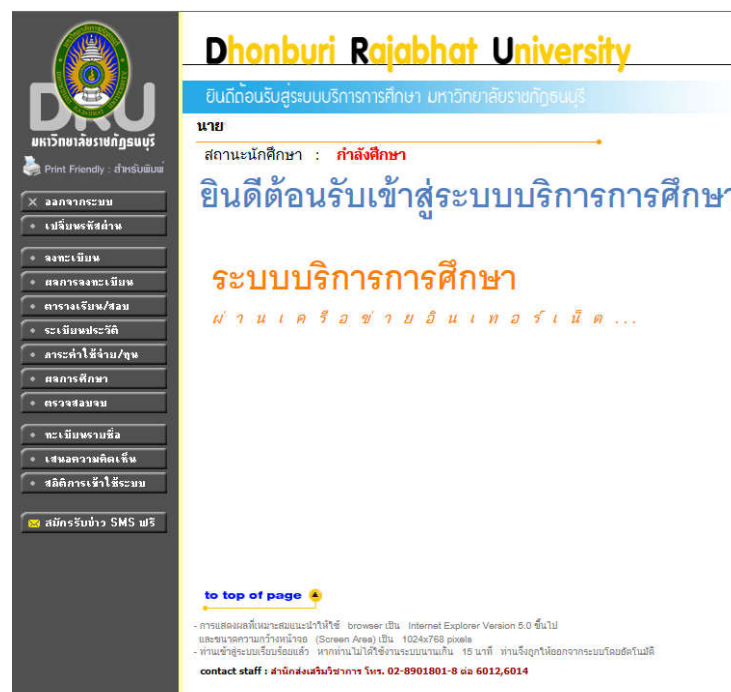 Dhonburi Rajabhat University
ยินดีต้อนรับสู่ระบบบริการการศึกษา มหาวิทยาลัยราชภัฏธนบุรี
DRU
มหาวิทยาลัยราชภัฏธนบุรี
Print Friendly : สำหรับพิมพ์
ออกจากระบบ
เปลี่ยนรหัสผ่าน
ลงทะเบียน
ผลการลงทะเบียน
ตารางเรียน/สอบ
ระเบียนประวัติ
ภาระค่าใช้จ่าย/ทุน
ผลการศึกษา
ตรวจสอบจบ
ทะเบียนรายชื่อ
เสนอความคิดเห็น
สถิติการเข้าใช้ระบบ
สมัครรับข่าว SMS ฟรี
นาย
สถานะนักศึกษา : กำลังศึกษา
ยินดีต้อนรับเข้าสู่ระบบบริการการศึกษา
ระบบบริการการศึกษา
ผ่านเครือข่ายอินเทอร์เน็ต...
to top of page
- การแสดงผลที่เหมาะสมแนะนำให้ใช้ browser เป็น Internet Explorer Version 5.0 ขึ้นไป
และขนาดความกว้างหน้าจอ (Screen Area) เป็น 1024x768 pixels
- ท่านเข้าสู่ระบบเรียบร้อยแล้ว หากท่านไม่ได้ใช้งานระบบนานเกิน 15 นาที ท่านจึงถูกให้ออกจากระบบโดยอัตโนมัติ
contact staff : สำนักส่งเสริมวิชาการ โทร. 02-8901801-8 ต่อ 6012,6014